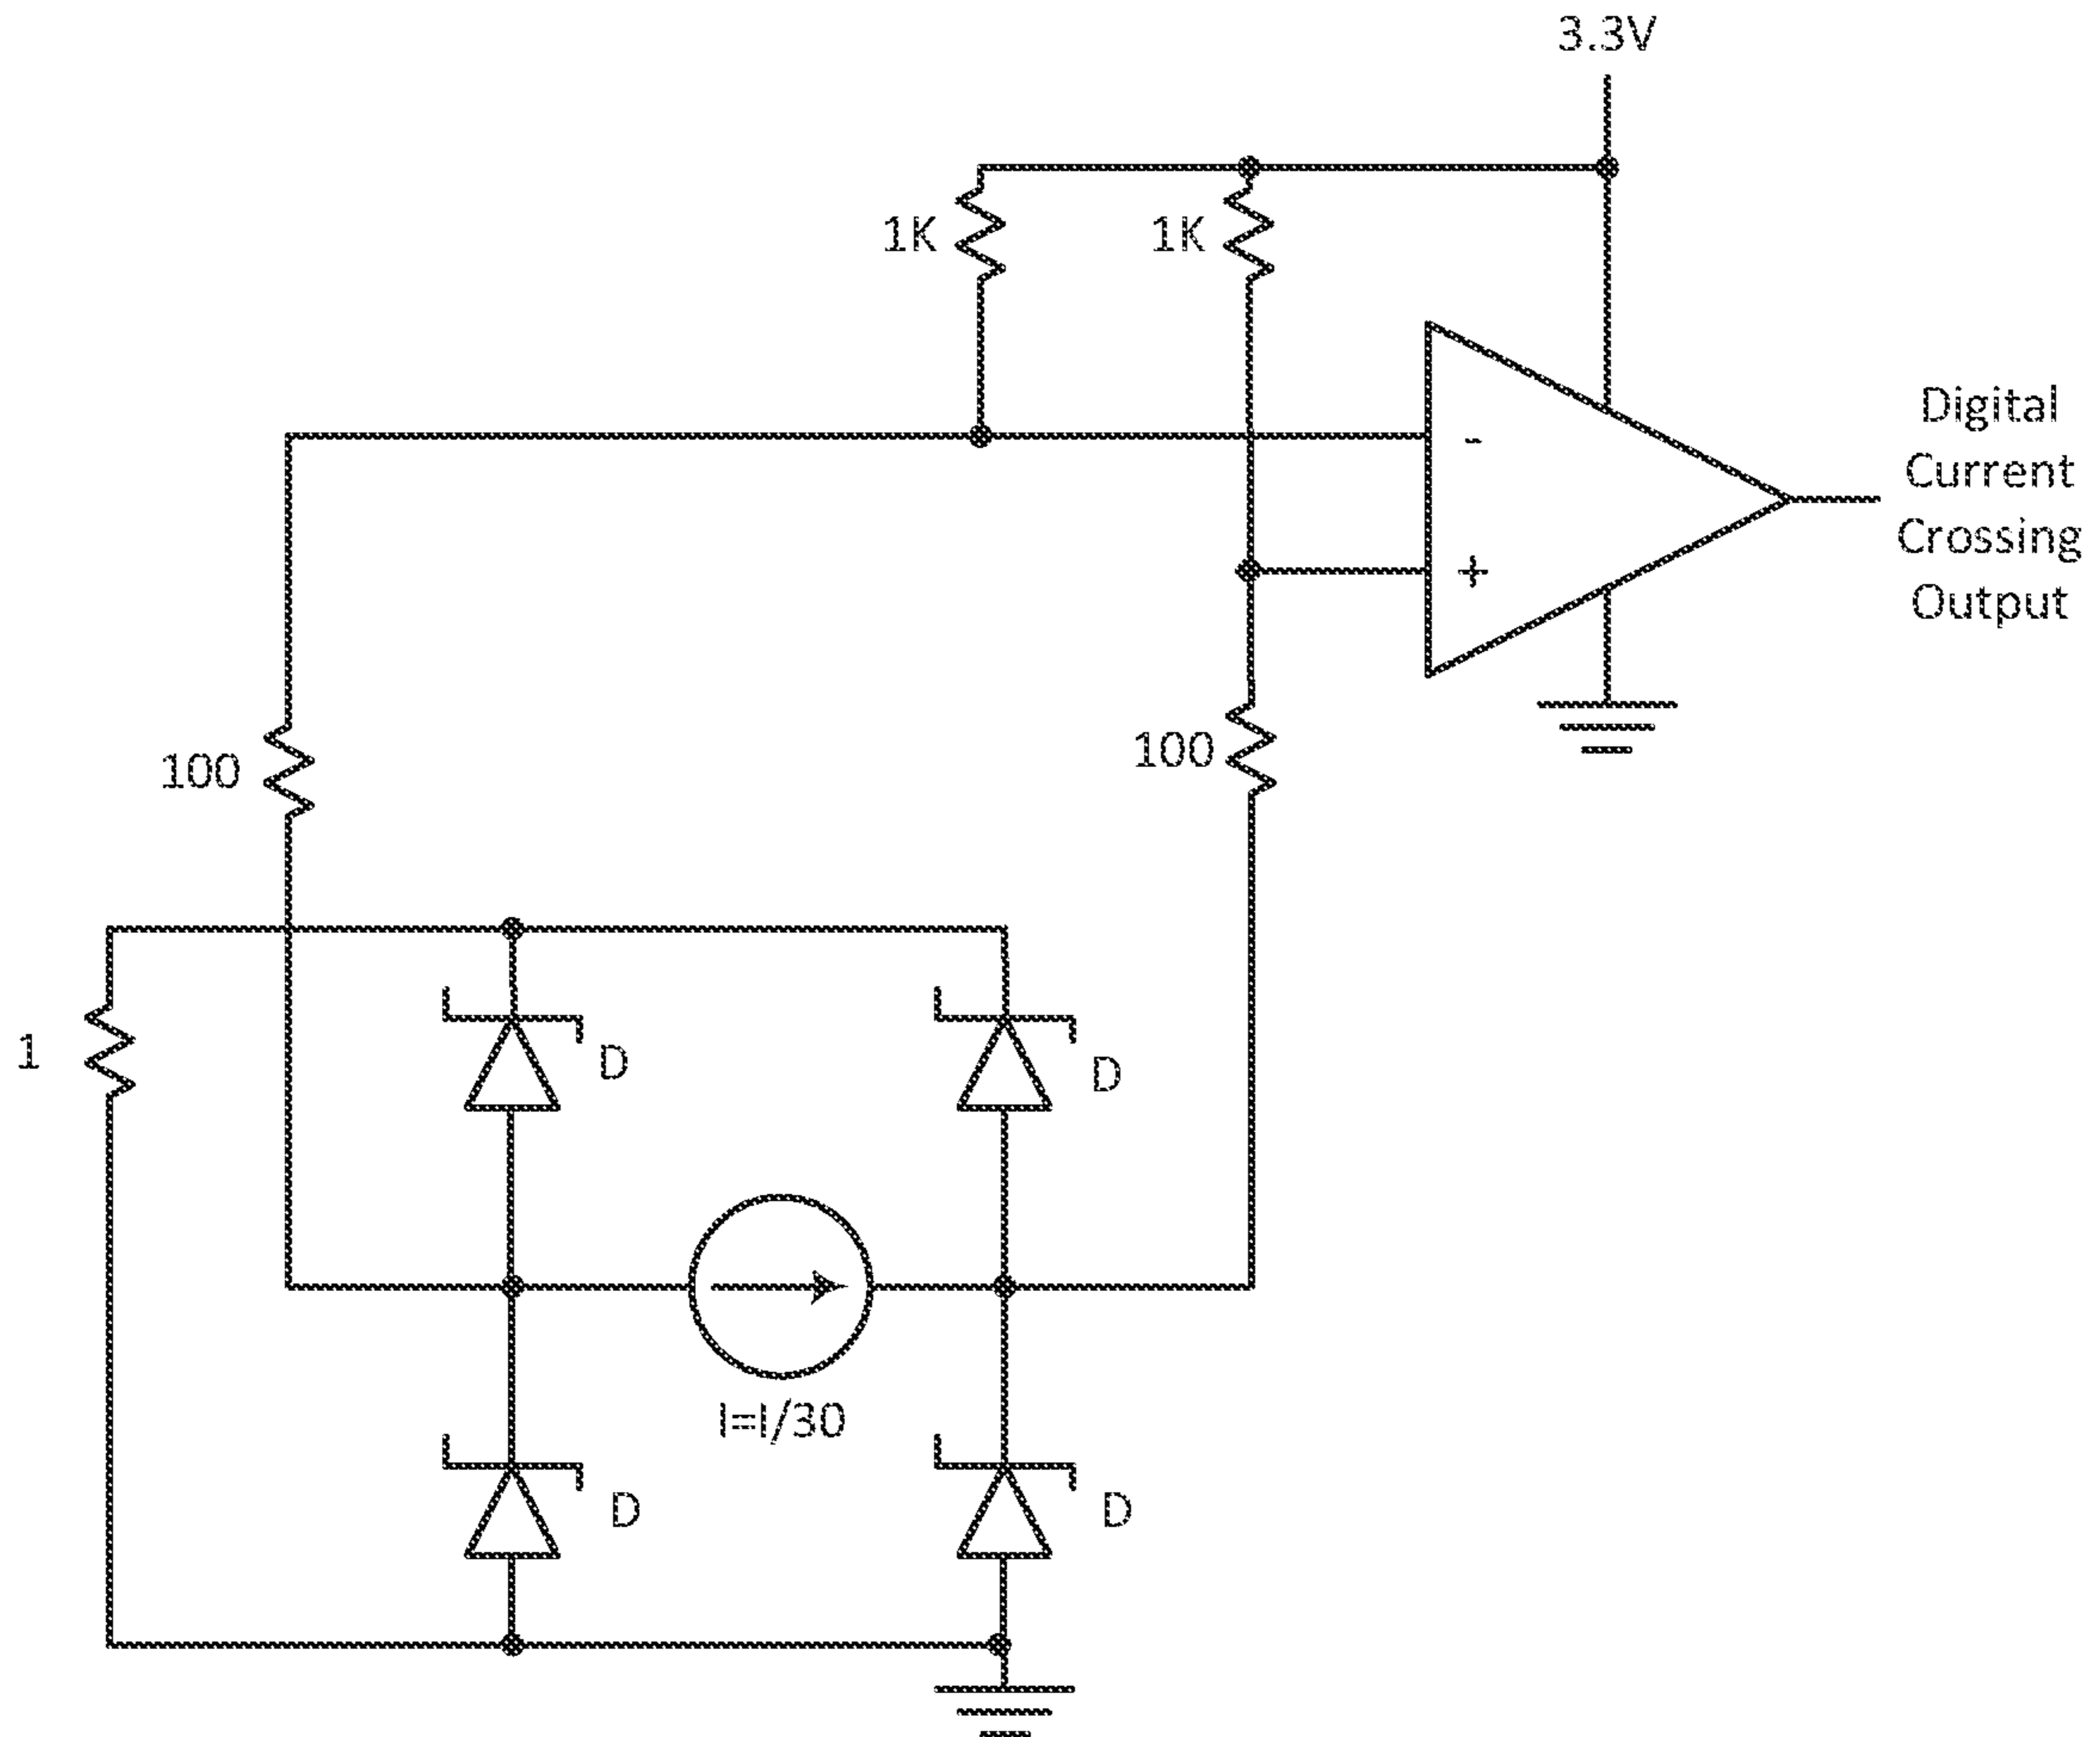 3.3V
1K
1K
-
+
Digital
Current
Crossing
Output
100
100
1
D
D
I=I/30
D
D